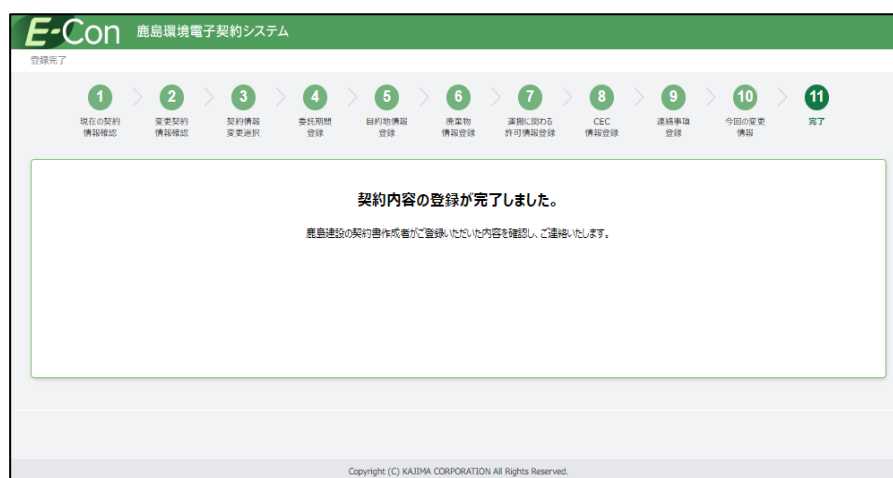 E-Con 鹿島環境電子契約システム
登録完了
1 2 3 4 5 6 7 8 9 10 11
現在の契約 変更契約 契約情報 委託期間 目的地情報 廃棄物 運搬に関わる CEC 連絡事項 今回の変更 完了
情報確認 情報確認 変更選択 登録 登録 情報登録 許可情報登録 情報登録 登録 情報
契約内容の登録が完了しました。
鹿島建設の契約書作成者がご登録いただいた内容を確認し、ご連絡いたします。
Copyright (C) KAJIMA CORPORATION All Rights Reserved.